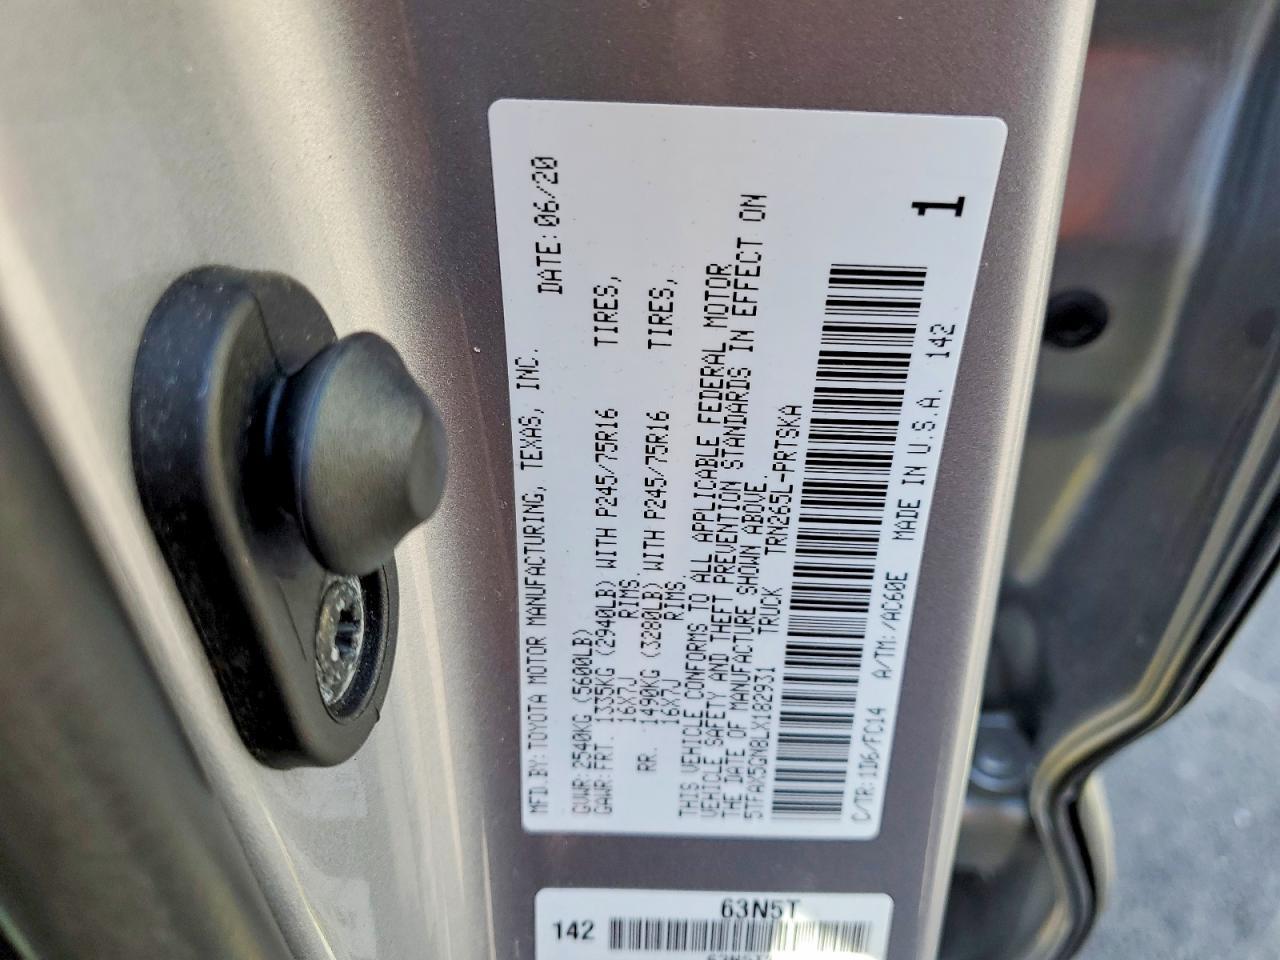 MFD.BY:TOYOTA MOTOR MANUFACTURING, TEXAS, INC.
DATE:06/20
GVWR:2540KG (5600LB)
GAWR:FRT. 1335KG (2940LB) WITH P245/75R16 TIRES,
16X7J RIMS.
RR. 1490KG (3280LB) WITH P245/75R16 TIRES,
16X7J RIMS.
THIS VEHICLE CONFORMS TO ALL APPLICABLE FEDERAL MOTOR
VEHICLE SAFETY AND THEFT PREVENTION STANDARDS IN EFFECT ON
THE DATE OF MANUFACTURE SHOWN ABOVE.
5TFAX5GN8LX182931 TRUCK TRN265L-PRTSKA
C/TR:1D6/FC14 A/TM:/AC60E MADE IN U.S.A. 142
1
63N5T
142